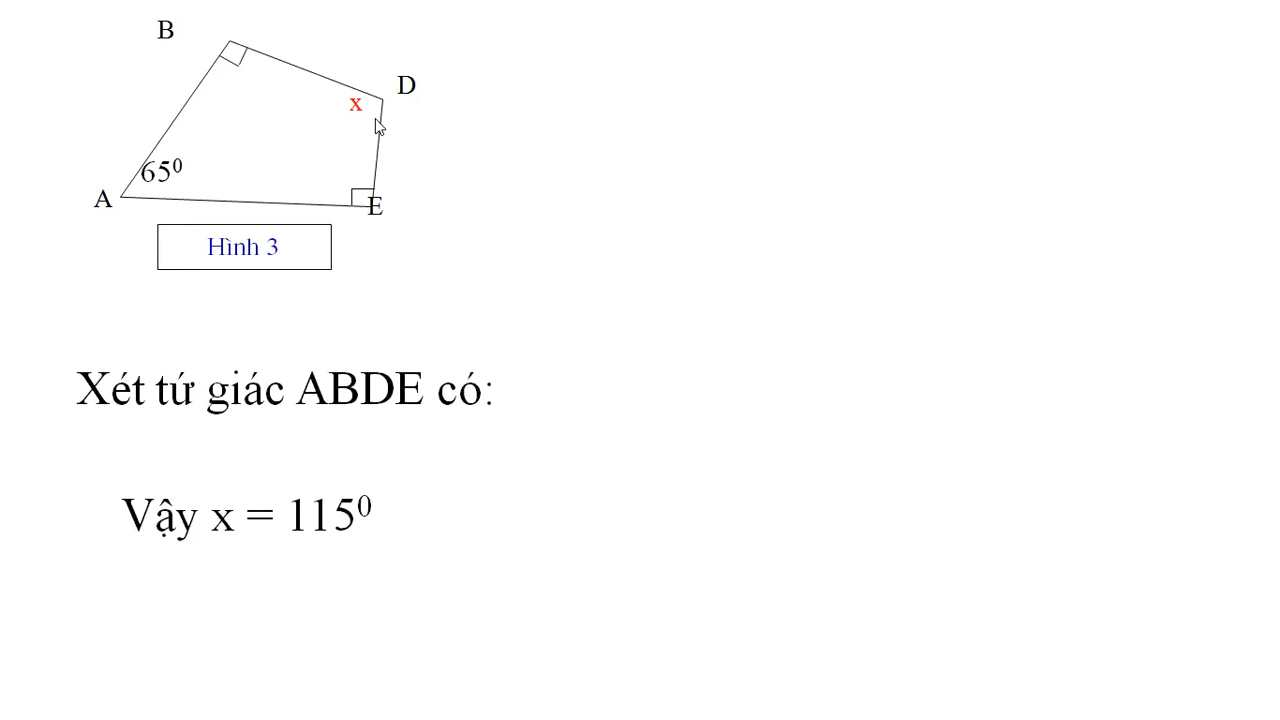 B
D
x
65⁰
A
E
Hình 3
Xét tứ giác ABDE có:
Vậy x = 115⁰